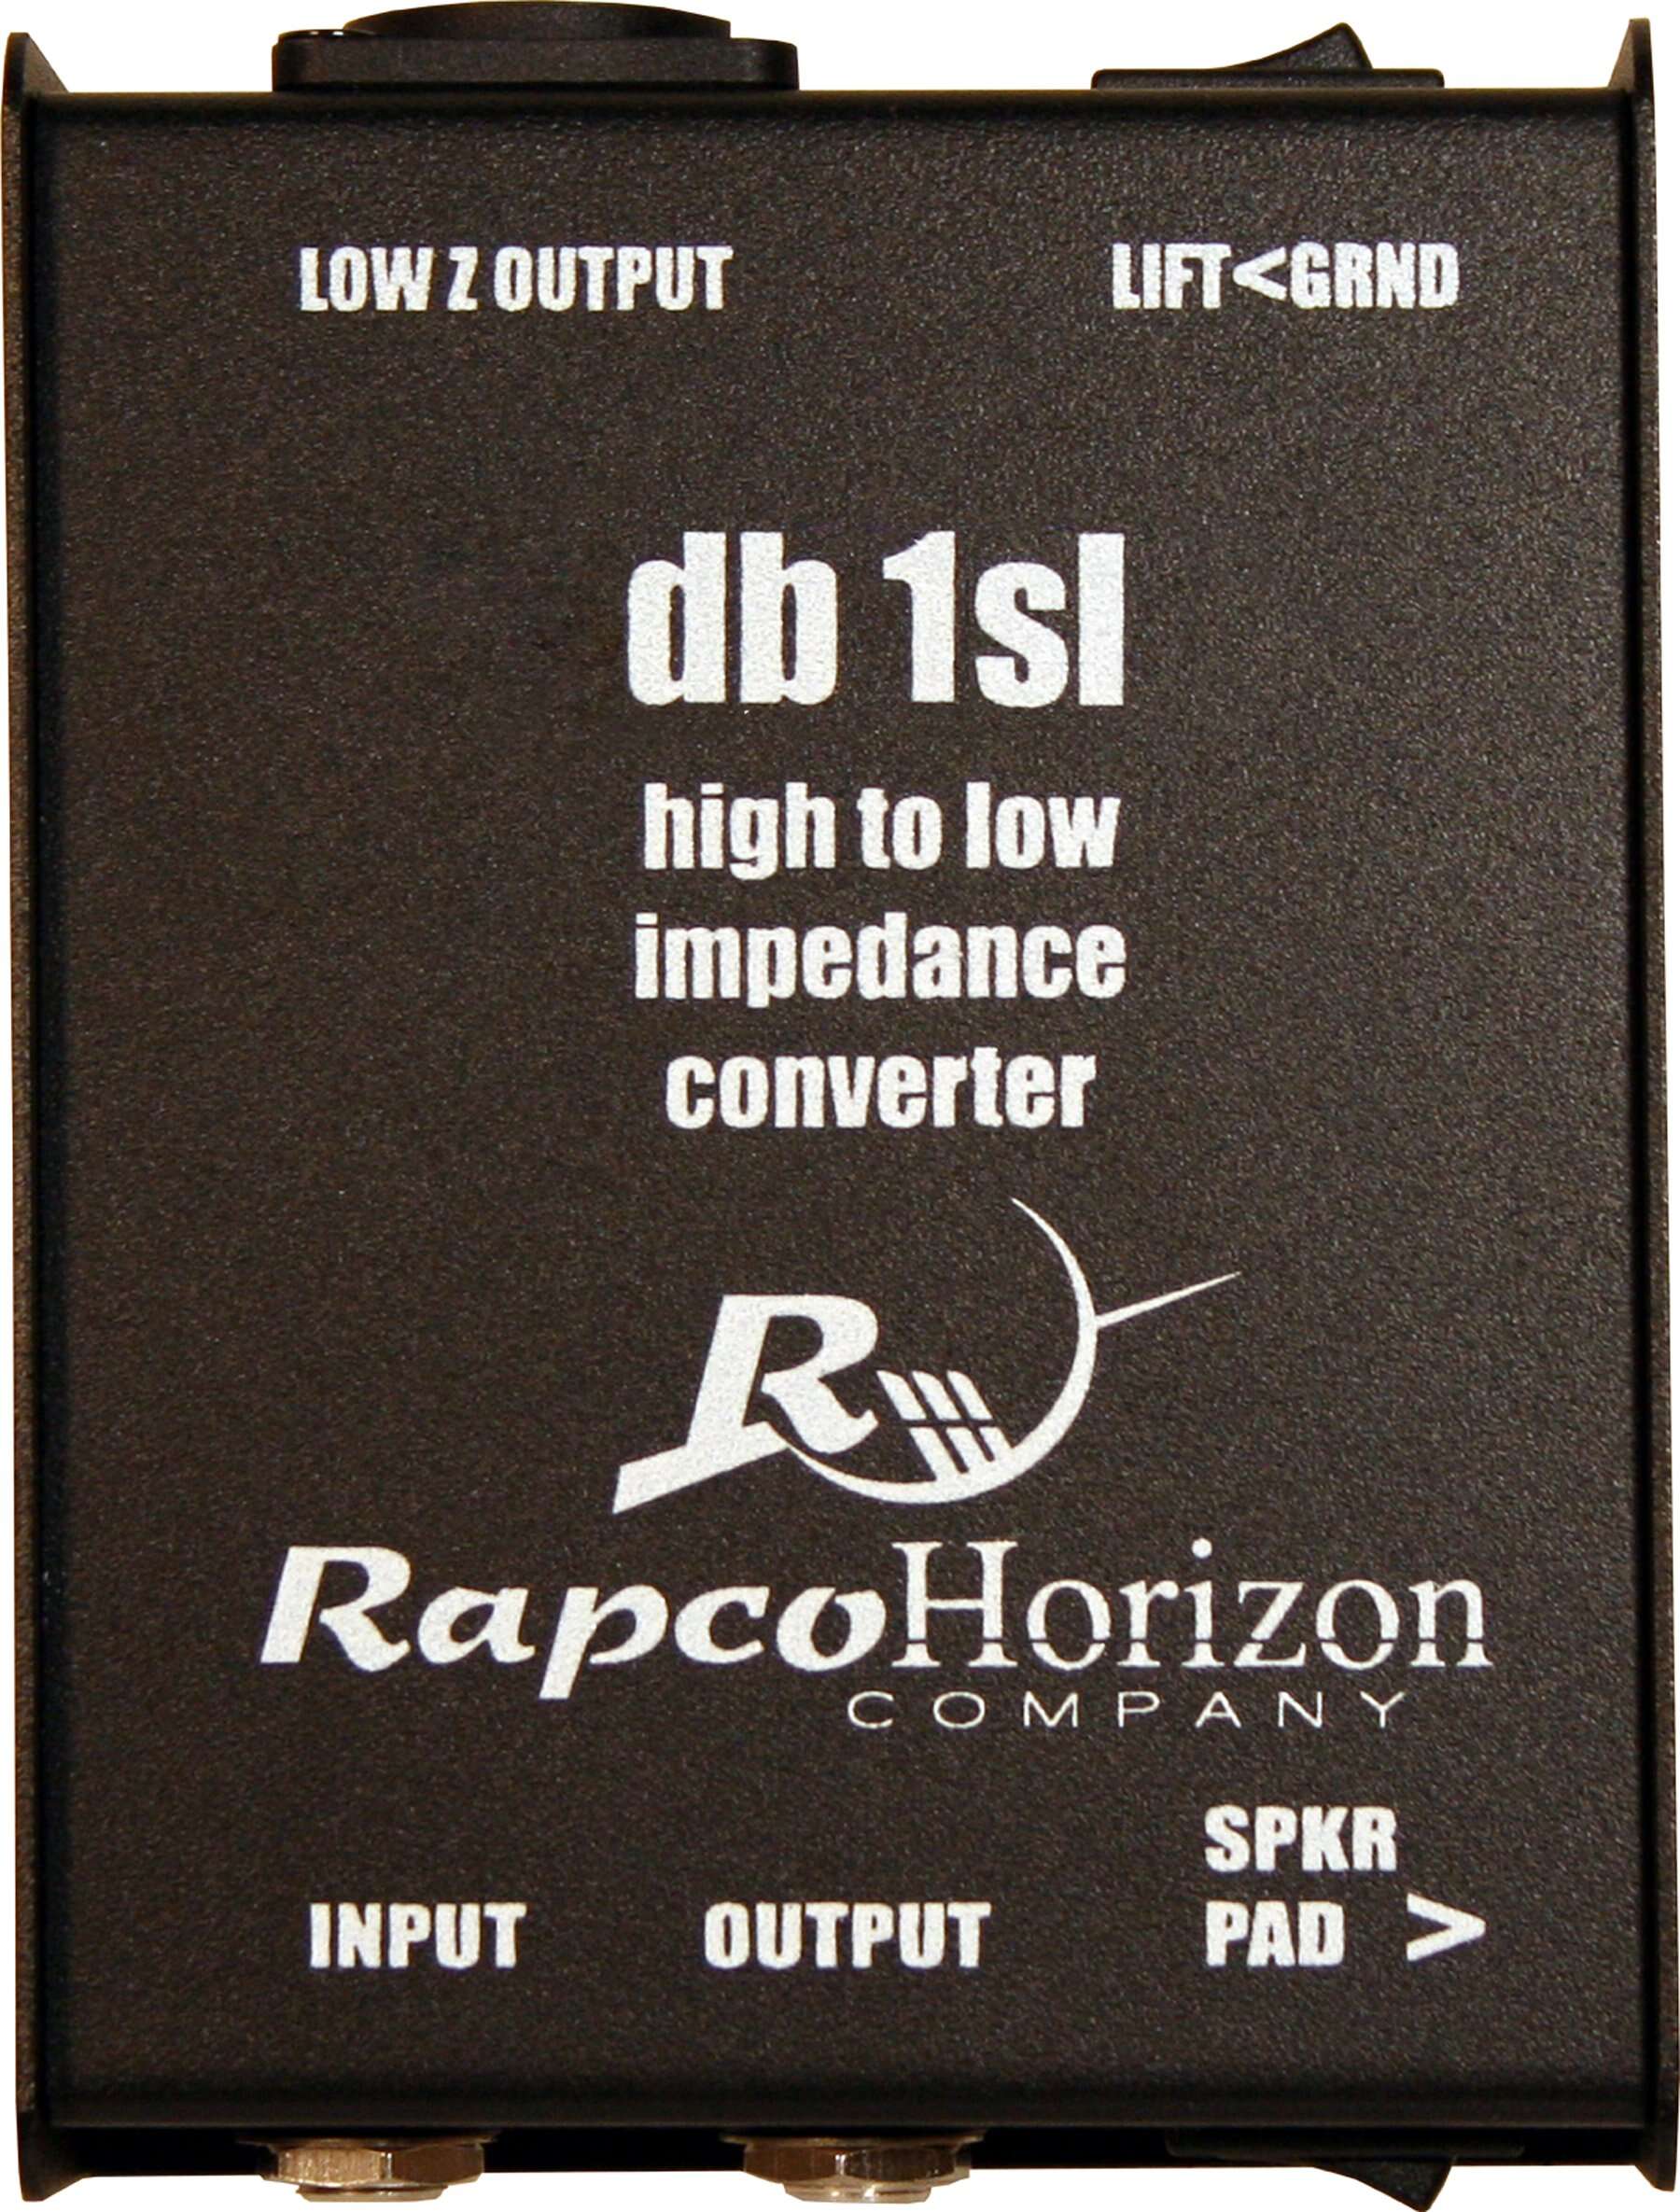 LOW Z OUTPUT LIFT<GRND
db 1sl
high to low
impedance
converter
R
RapcoHorizon
COMPANY
SPKR
INPUT OUTPUT PAD >